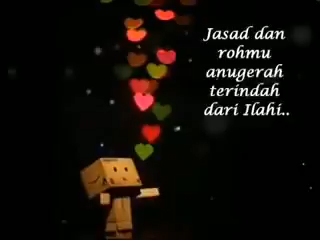 Jasad dan
rohmu
anugerah
terindah
dari Ilahi..